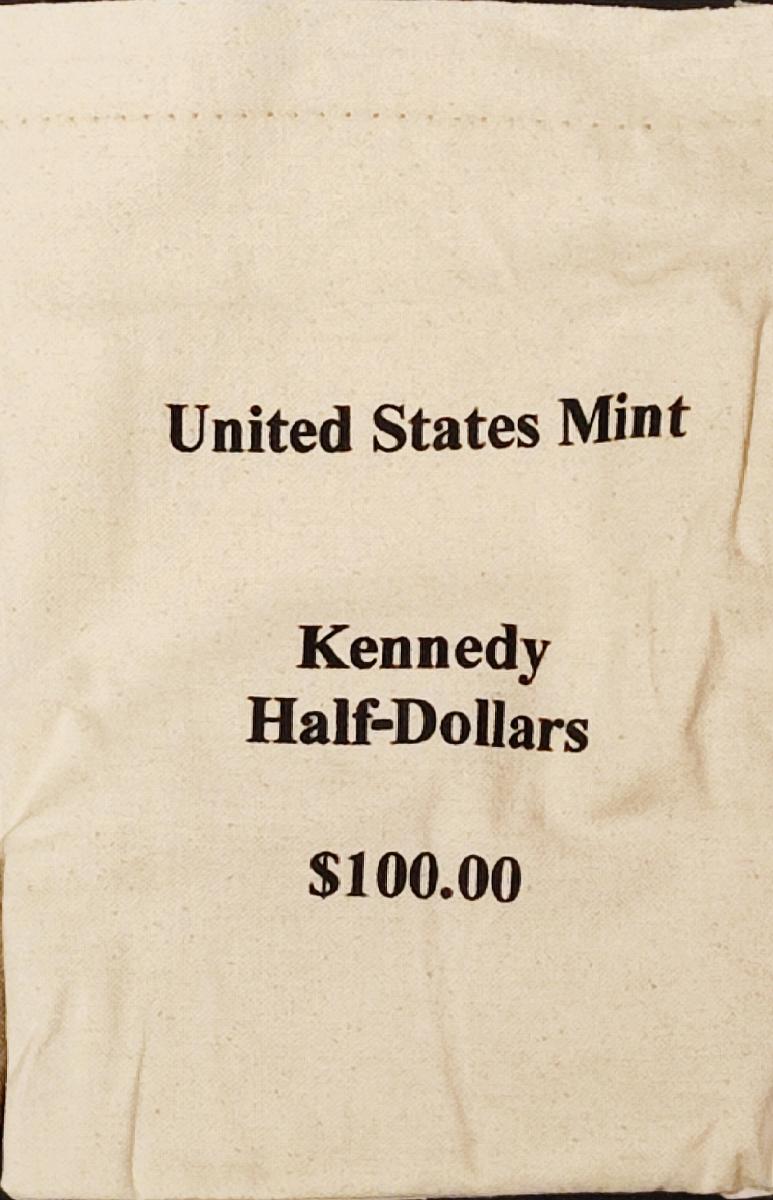 United States Mint
Kennedy
Half-Dollars
$100.00